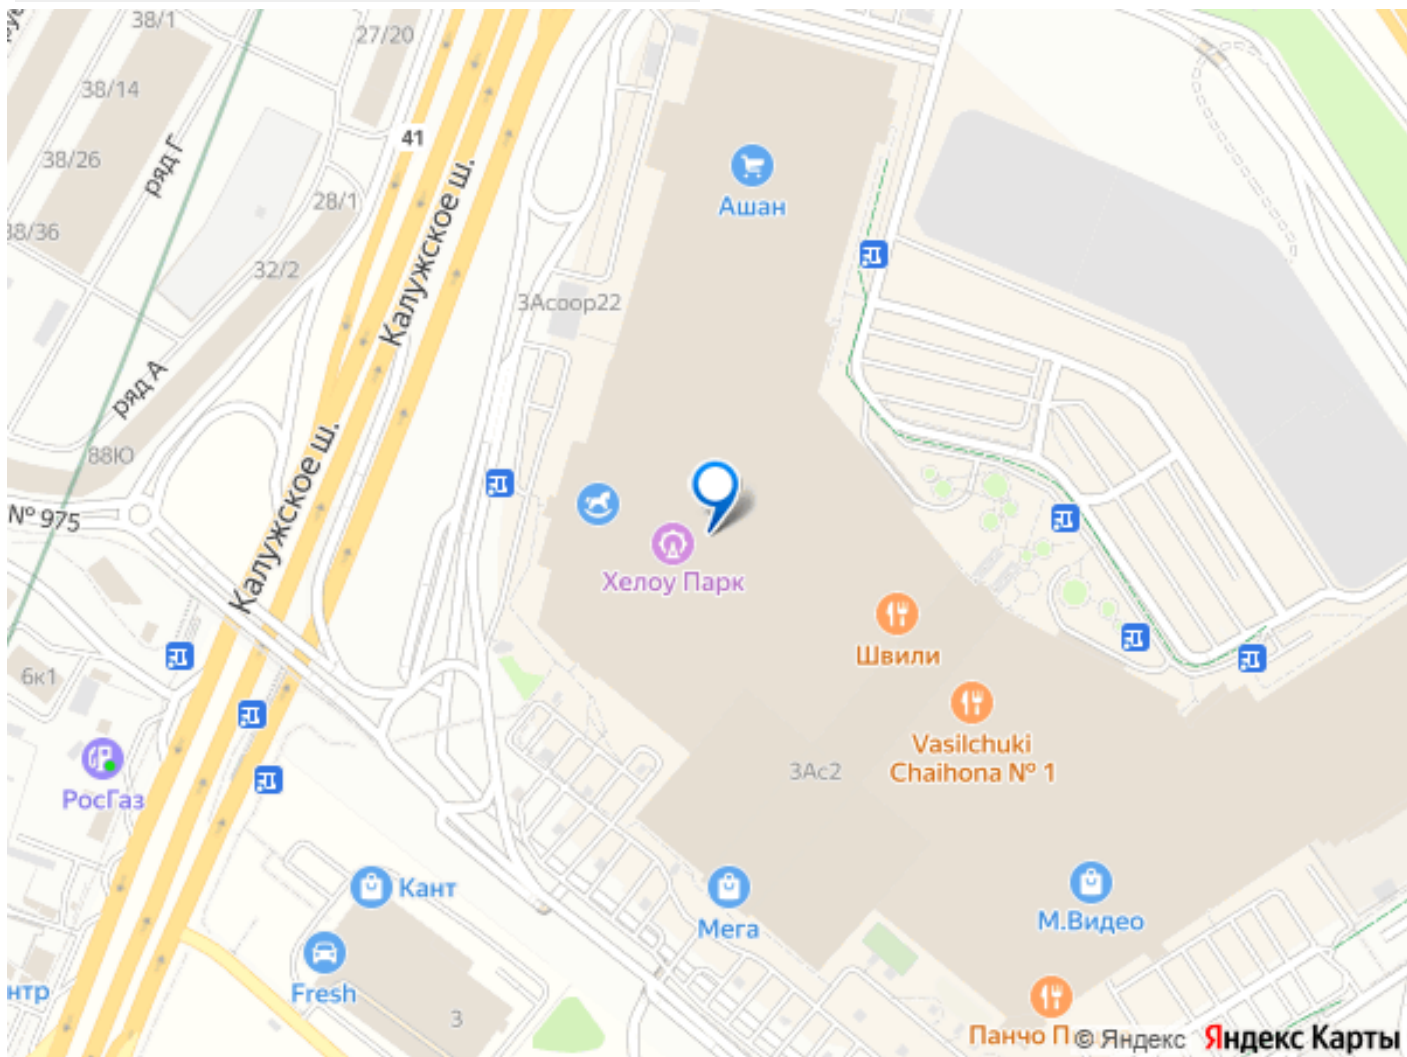 38/1
27/20
38/14
41
38/26
ряд Г
Калужское ш.
Ашан
28/1
38/36
32/2
3Асоор22
ряд А
Калужское ш.
88Ю
№ 975
Хелоу Парк
Швили
6к1
Vasilchuki
Chaihona № 1
3Ас2
РосГаз
Кант
Мега
М.Видео
Fresh
нтр
3
Панчо П
© Яндекс Яндекс Карты